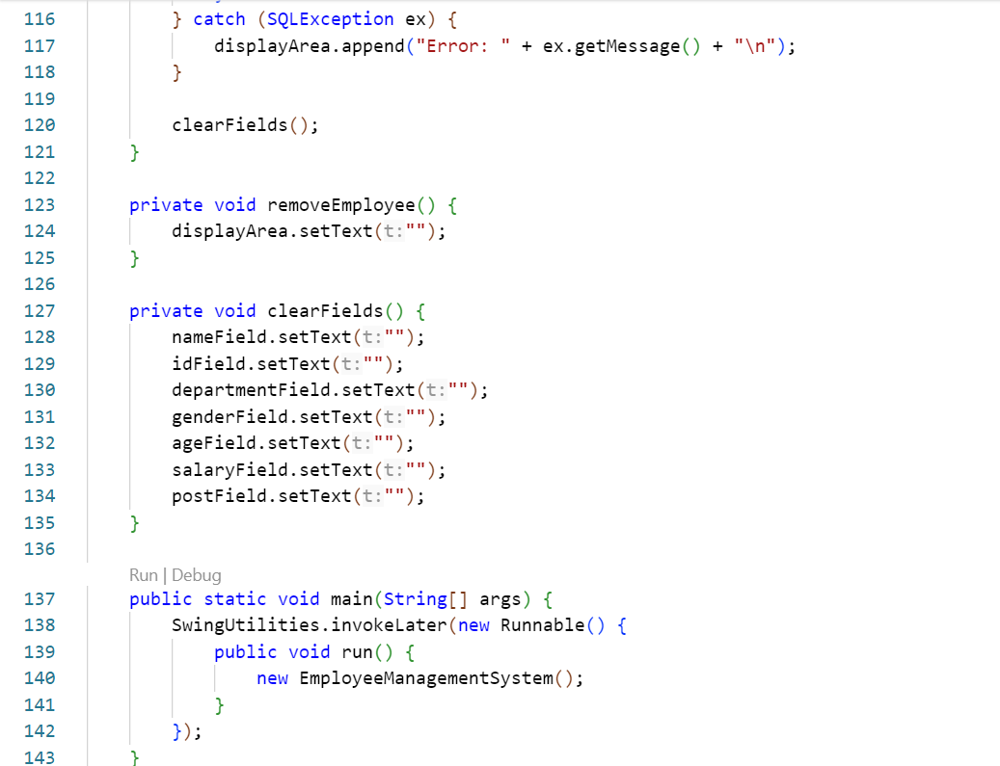 116 } catch (SQLException ex) {
117 displayArea.append("Error: " + ex.getMessage() + "\n");
118 }
119
120 clearFields();
121 }
122
123 private void removeEmployee() {
124 displayArea.setText(t:"");
125 }
126
127 private void clearFields() {
128 nameField.setText(t:"");
129 idField.setText(t:"");
130 departmentField.setText(t:"");
131 genderField.setText(t:"");
132 ageField.setText(t:"");
133 salaryField.setText(t:"");
134 postField.setText(t:"");
135 }
136
Run | Debug
137 public static void main(String[] args) {
138 SwingUtilities.invokeLater(new Runnable() {
139 public void run() {
140 new EmployeeManagementSystem();
141 }
142 });
143 }